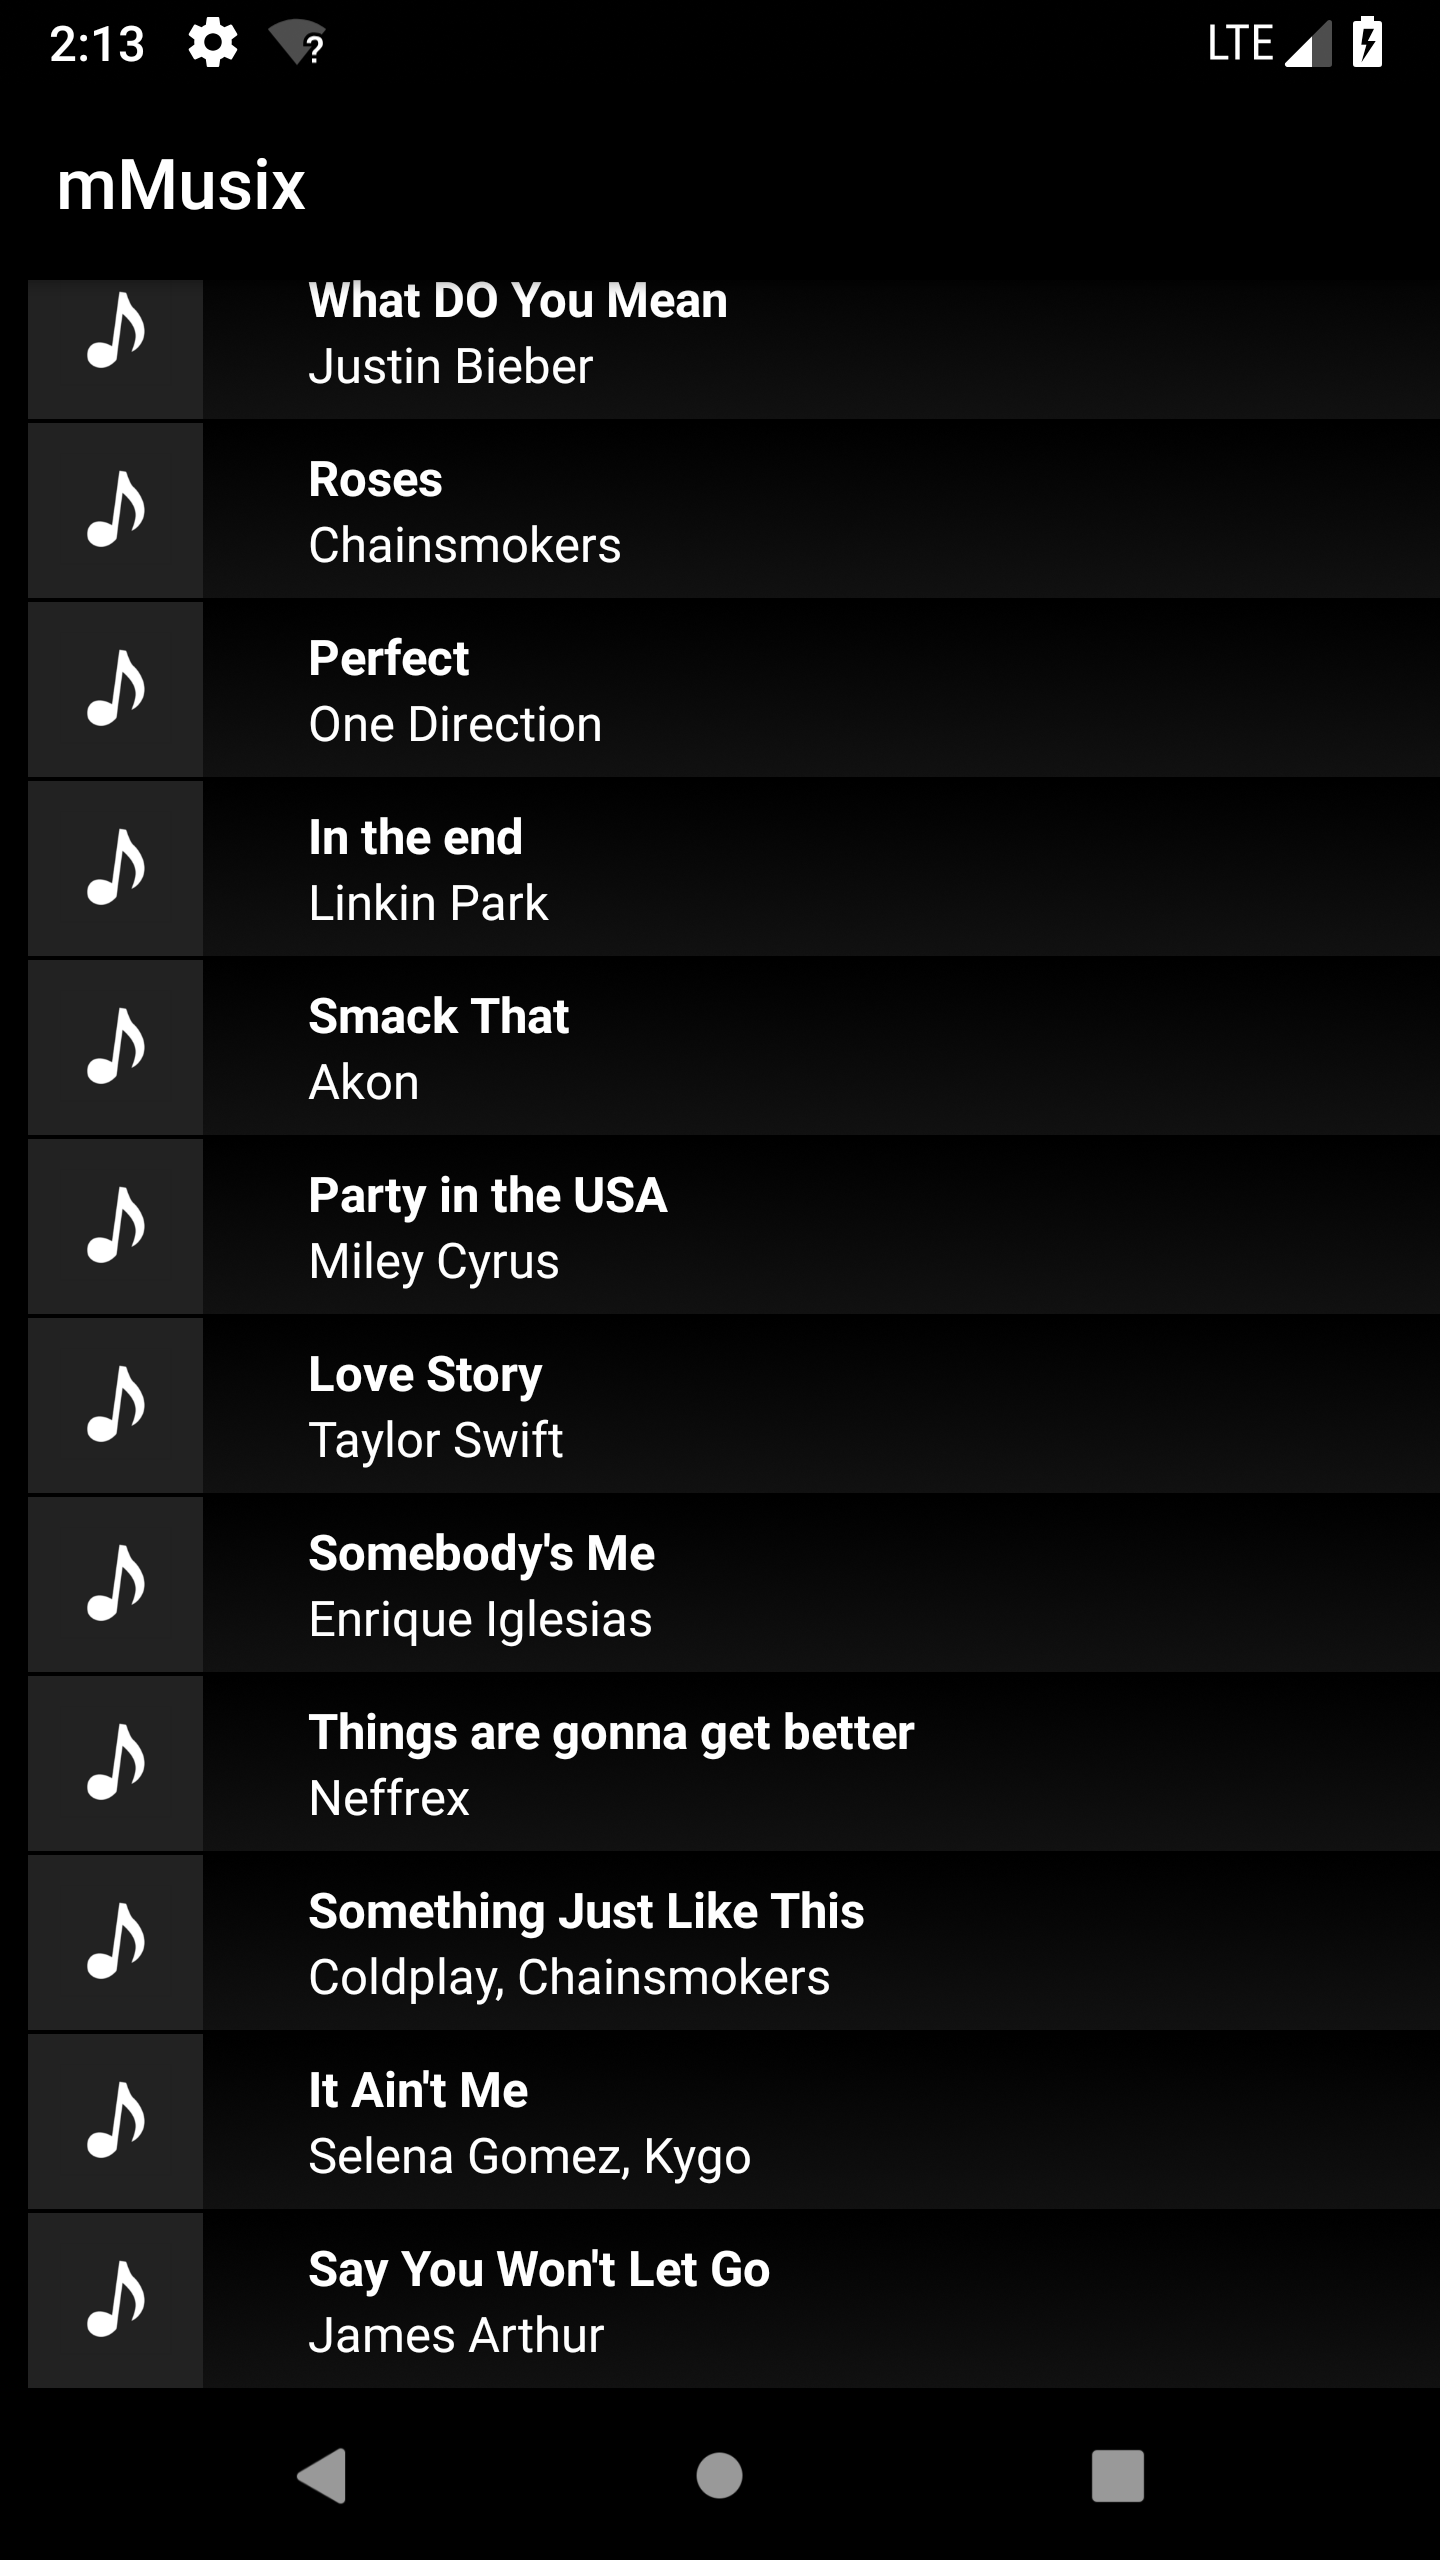 2:13
?
LTE
mMusix
What DO You Mean
Justin Bieber
Roses
Chainsmokers
Perfect
One Direction
In the end
Linkin Park
Smack That
Akon
Party in the USA
Miley Cyrus
Love Story
Taylor Swift
Somebody's Me
Enrique Iglesias
Things are gonna get better
Neffrex
Something Just Like This
Coldplay, Chainsmokers
It Ain't Me
Selena Gomez, Kygo
Say You Won't Let Go
James Arthur